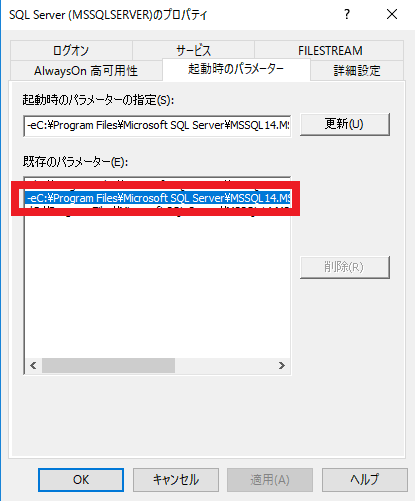 SQL Server (MSSQLSERVER)のプロパティ
ログオン サービス FILESTREAM
AlwaysOn 高可用性 起動時のパラメーター 詳細設定
起動時のパラメーターの指定(S):
-eC:¥Program Files¥Microsoft SQL Server¥MSSQL14.MS 更新(U)
既存のパラメーター(E):
-eC:¥Program Files¥Microsoft SQL Server¥MSSQL14.MS
削除(R)
OK キャンセル 適用(A) ヘルプ